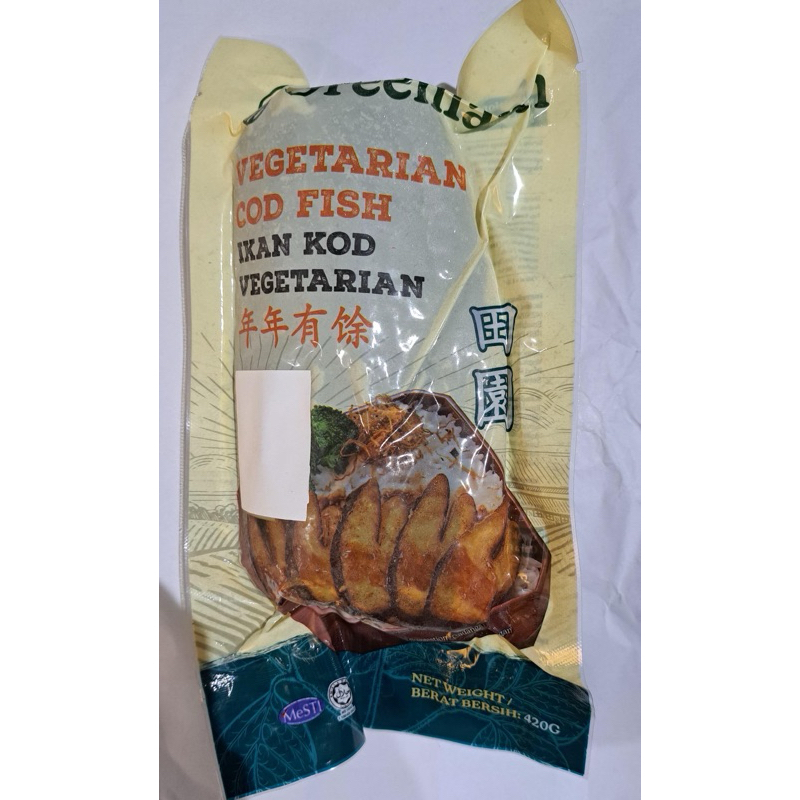 VEGETARIAN
COD FISH
IKAN KOD
VEGETARIAN
年年有馀
田
園
MeSTI
NET WEIGHT /
BERAT BERSIH: 420G